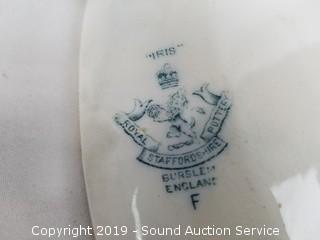 "IRIS"
ROYAL STAFFORDSHIRE POTTERY
BURSLEM
ENGLAND
F
Copyright 2019 - Sound Auction Service